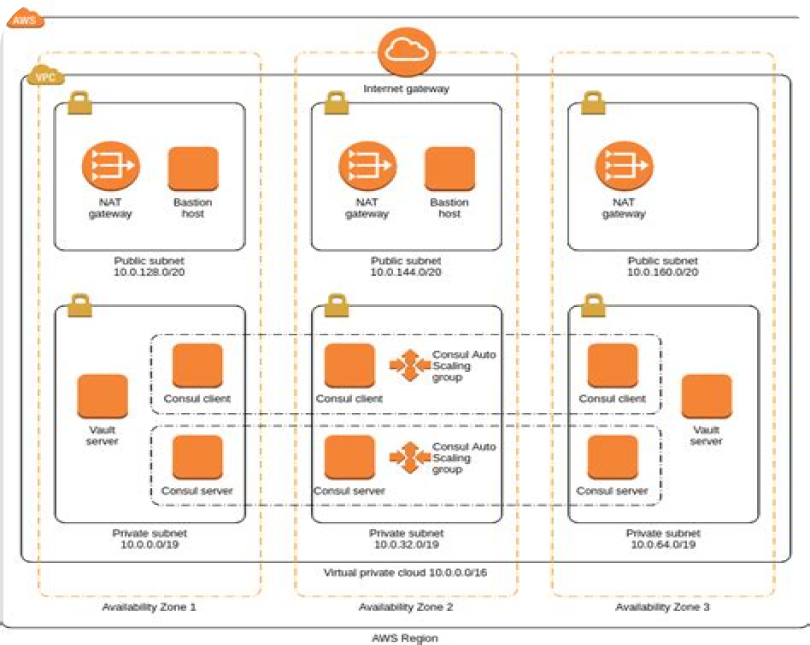 AWS
VPC
Internet gateway
NAT
gateway
Bastion
host
NAT
gateway
Bastion
host
NAT
gateway
Public subnet
10.0.128.0/20
Public subnet
10.0.144.0/20
Public subnet
10.0.160.0/20
Consul client
Consul client
Consul Auto
Scaling
group
Consul client
Vault
server
Vault
server
Consul server
Consul server
Consul Auto
Scaling
group
Consul server
Private subnet
10.0.0.0/19
Private subnet
10.0.32.0/19
Private subnet
10.0.64.0/19
Virtual private cloud 10.0.0.0/16
Availability Zone 1
Availability Zone 2
Availability Zone 3
AWS Region